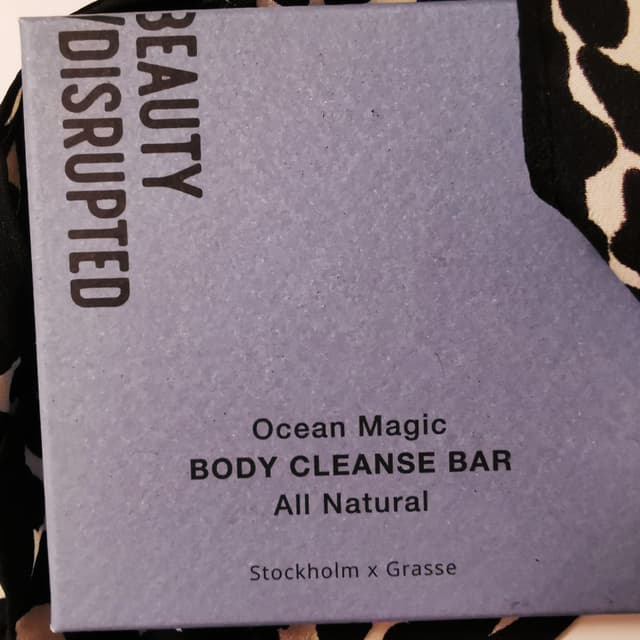 BEAUTY
/DISRUPTED
Ocean Magic
BODY CLEANSE BAR
All Natural
Stockholm x Grasse